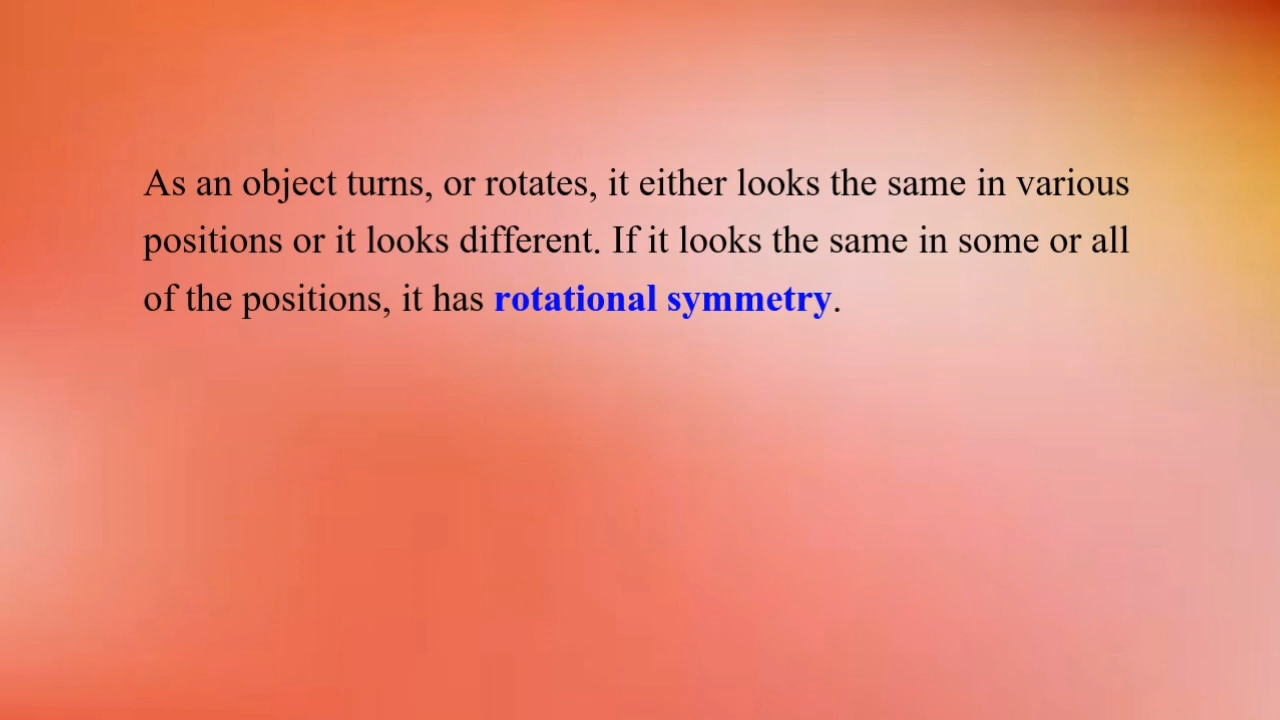 As an object turns, or rotates, it either looks the same in various
positions or it looks different. If it looks the same in some or all
of the positions, it has rotational symmetry.